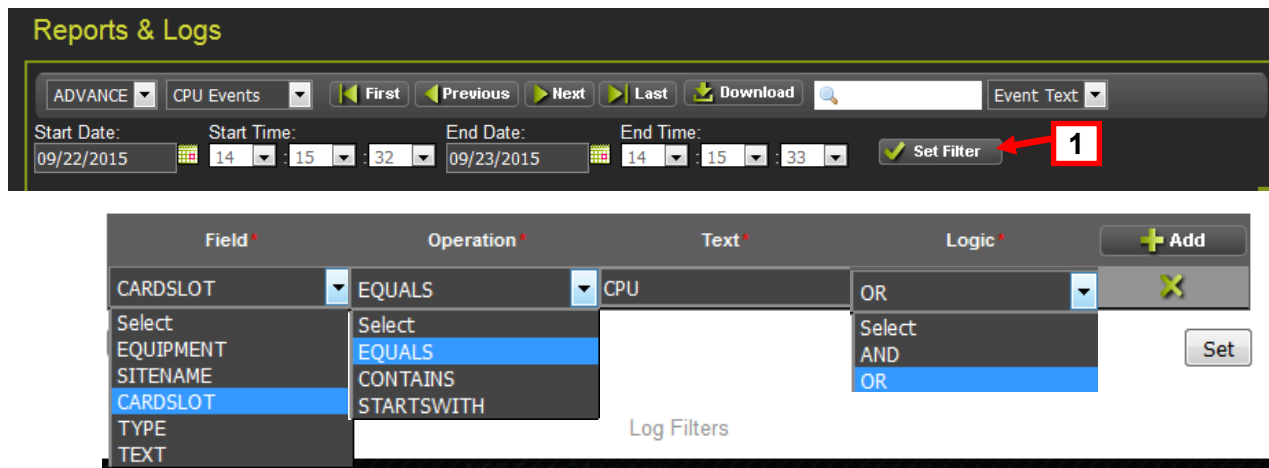 Reports & Logs
ADVANCE CPU Events First Previous Next Last Download Event Text
Start Date: Start Time: End Date: End Time:
09/22/2015 14 : 15 : 32 09/23/2015 14 : 15 : 33 Set Filter 1
Field* Operation* Text* Logic* Add
CARDSLOT EQUALS CPU OR
Select Select Select
EQUIPMENT EQUALS AND Set
SITENAME CONTAINS OR
CARDSLOT STARTSWITH
TYPE Log Filters
TEXT